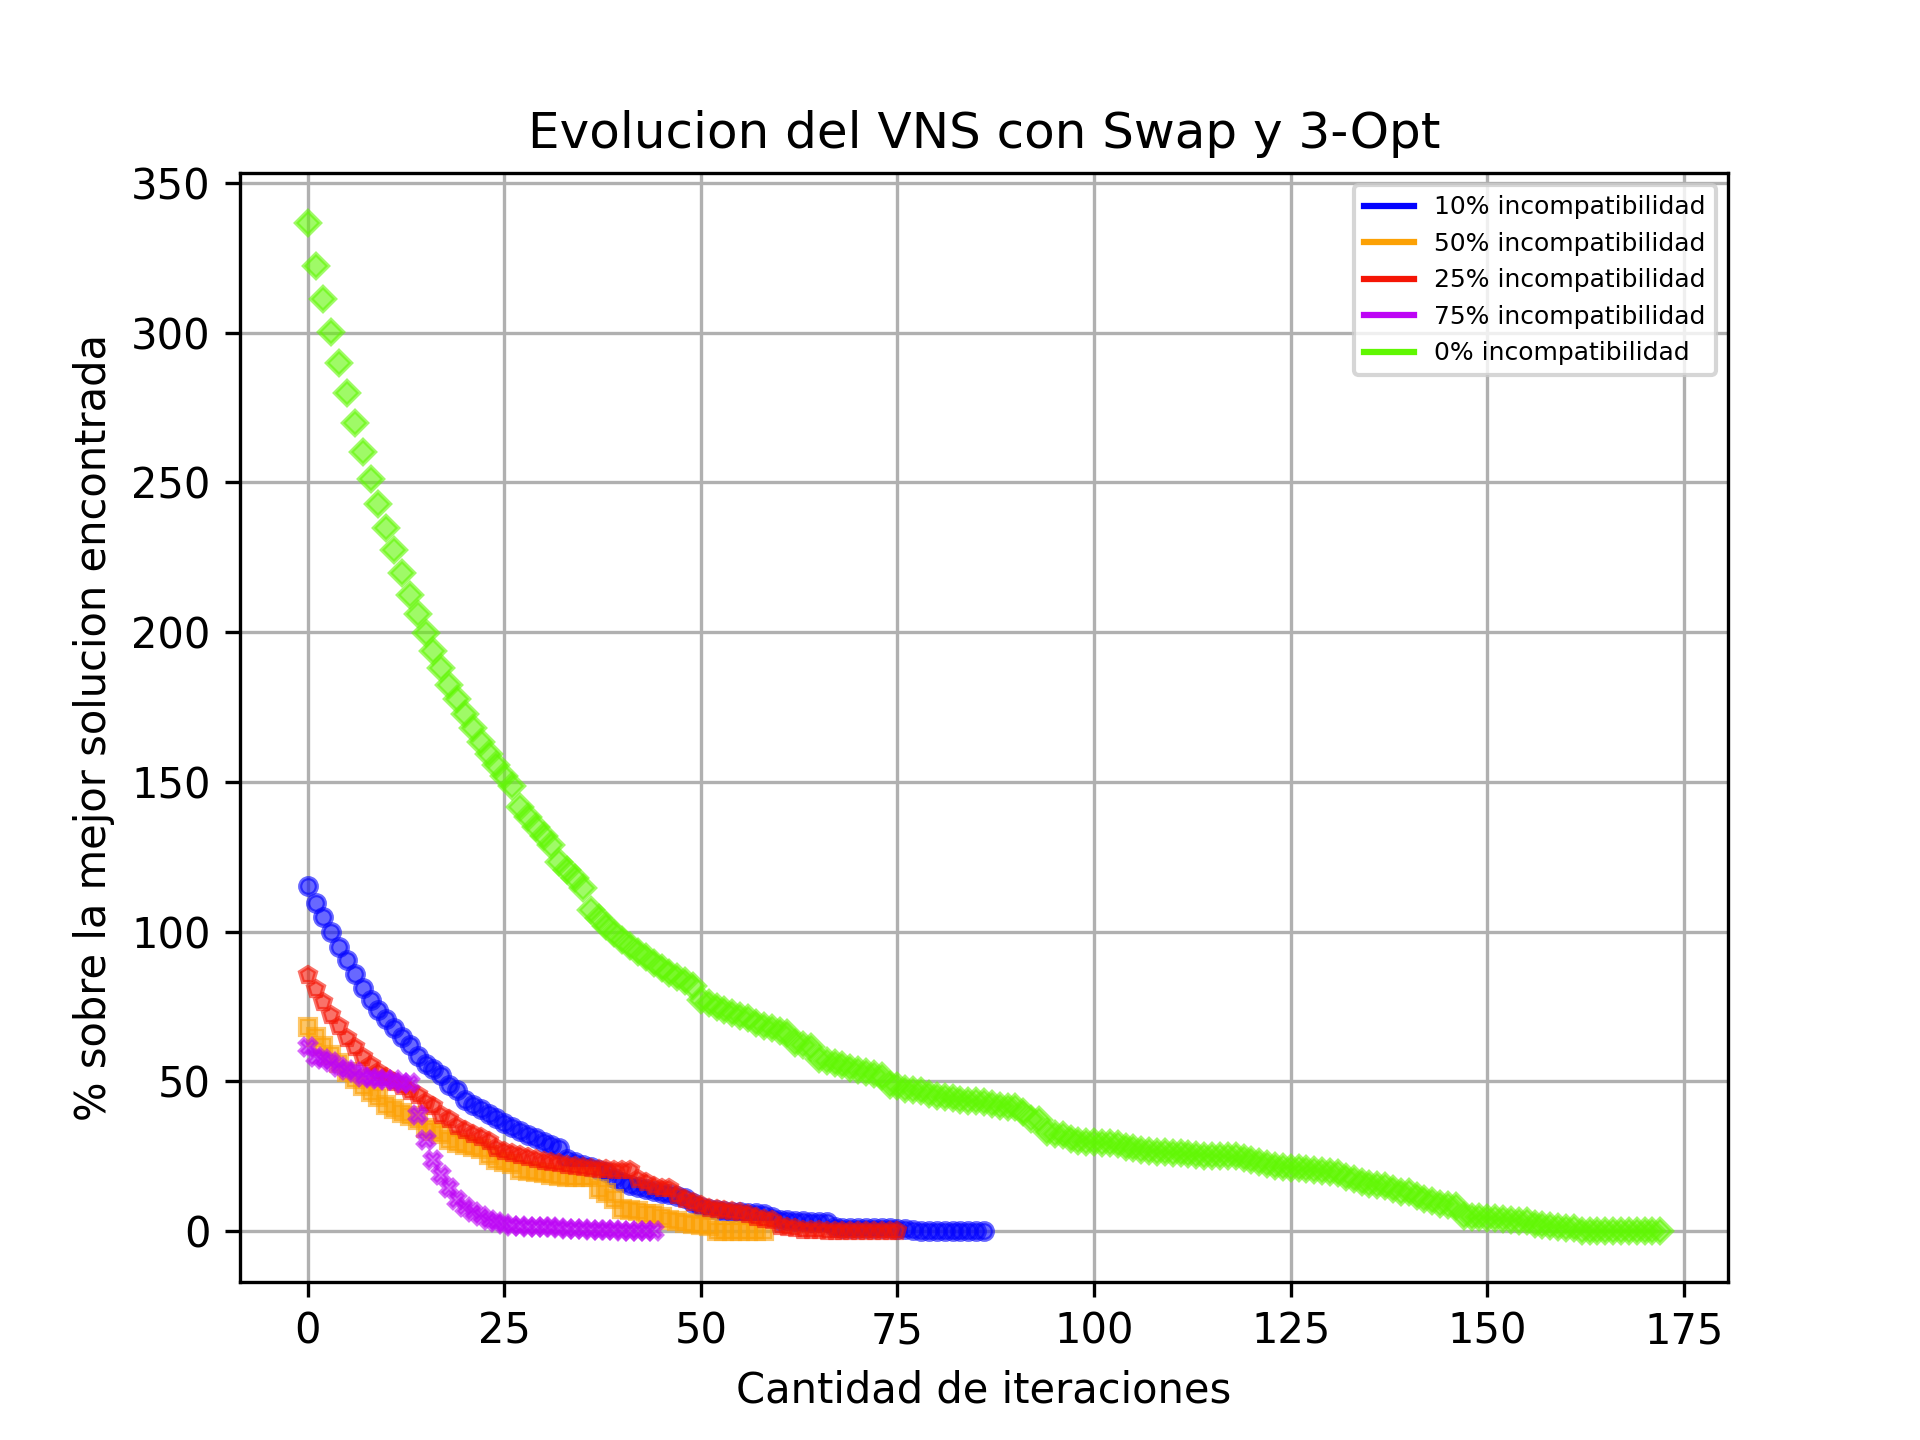 Evolucion del VNS con Swap y 3-Opt
% sobre la mejor solucion encontrada
350
300
250
200
150
100
50
0
10% incompatibilidad
50% incompatibilidad
25% incompatibilidad
75% incompatibilidad
0% incompatibilidad
0 25 50 75 100 125 150 175
Cantidad de iteraciones